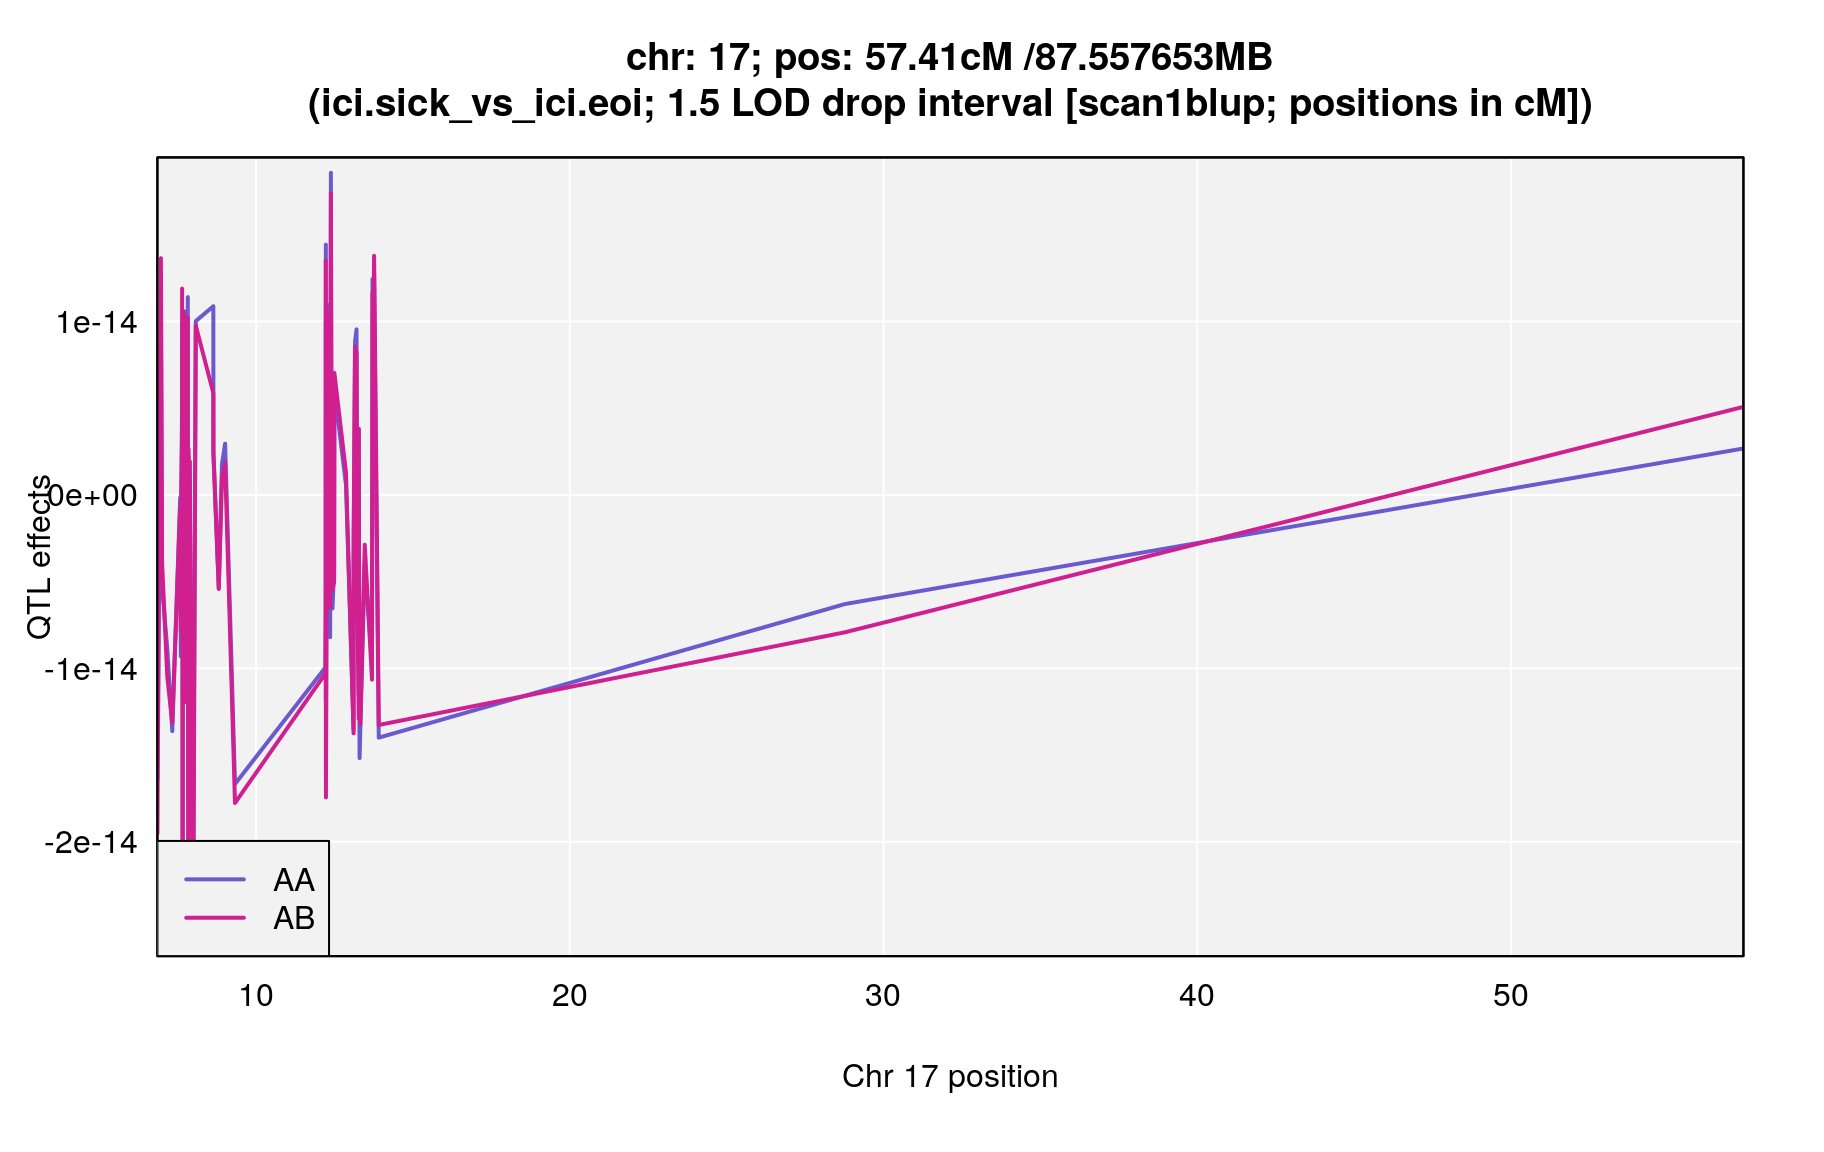 chr: 17; pos: 57.41cM /87.557653MB
(ici.sick_vs_ici.eoi; 1.5 LOD drop interval [scan1blup; positions in cM])
QTL effects
1e-14
0e+00
-1e-14
-2e-14
AA
AB
10 20 30 40 50
Chr 17 position